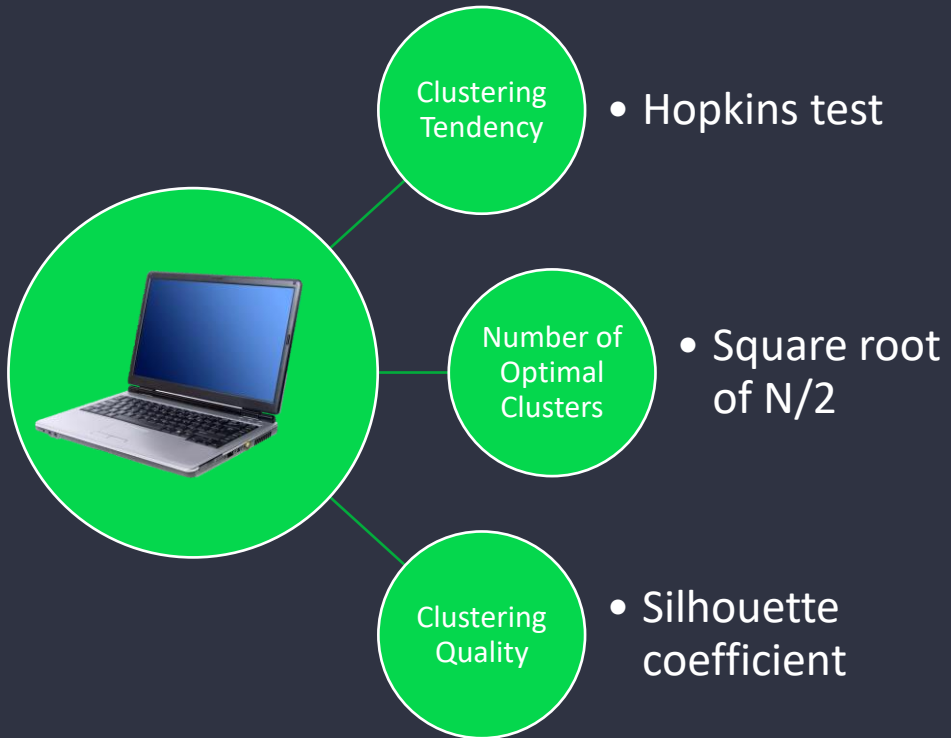 Clustering
Tendency
• Hopkins test
Number of
Optimal
Clusters
• Square root
of N/2
Clustering
Quality
• Silhouette
coefficient